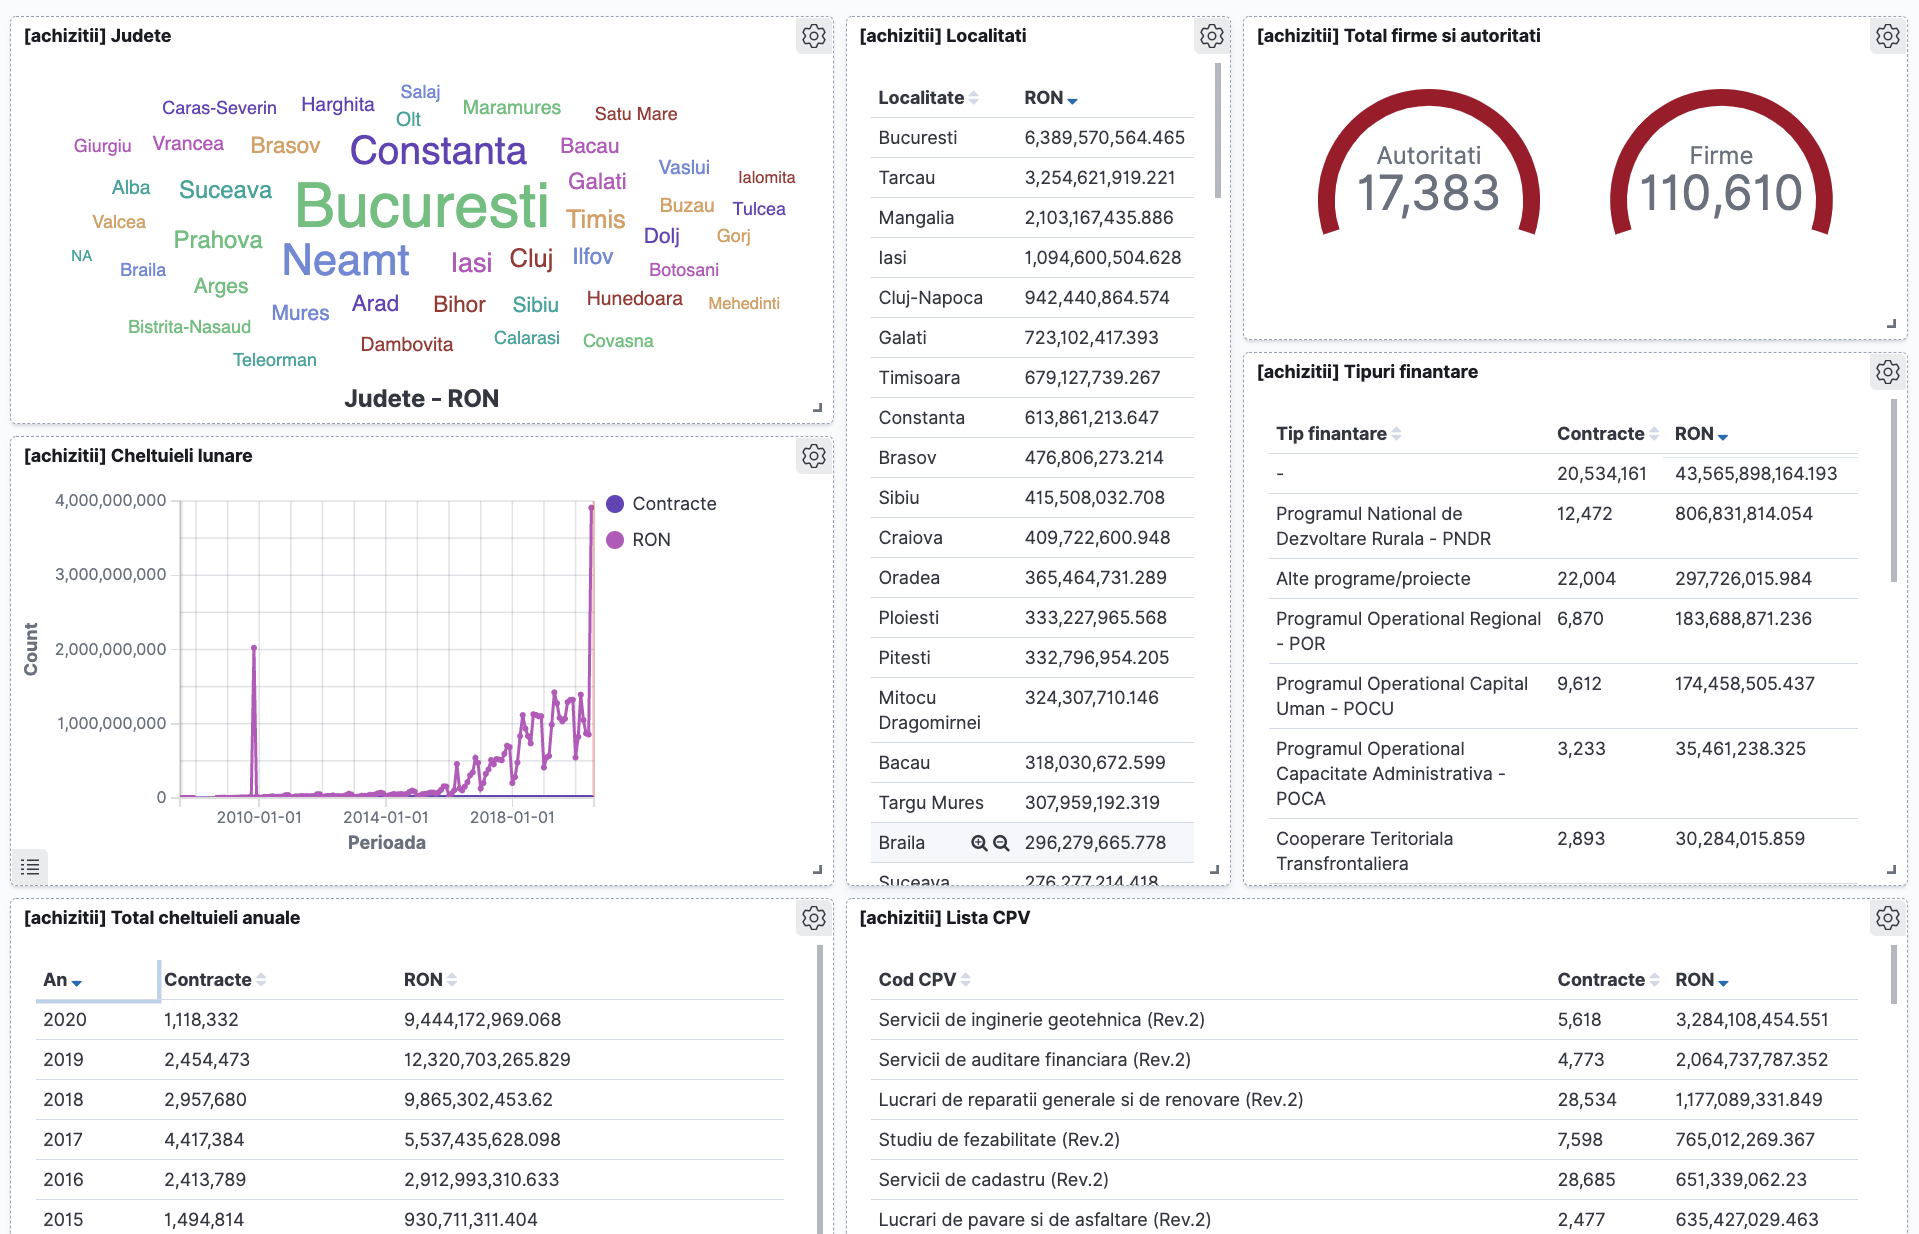 [achizitii] Judete
Salaj
Caras-Severin
Harghita
Maramures
Satu Mare
Olt
Giurgiu
Vrancea
Brasov
Constanta
Bacau
Vaslui
Ialomita
Alba
Suceava
Galati
Bucuresti
Buzau
Tulcea
Valcea
Timis
Prahova
Dolj
Gorj
NA
Braila
Neamt
Iasi
Cluj
Ilfov
Botosani
Arges
Mures
Arad
Bihor
Sibiu
Hunedoara
Mehedinti
Bistrita-Nasaud
Dambovita
Calarasi
Covasna
Teleorman
Judete - RON
[achizitii] Localitati
Localitate RON
Bucuresti 6,389,570,564.465
Tarcau 3,254,621,919.221
Mangalia 2,103,167,435.886
Iasi 1,094,600,504.628
Cluj-Napoca 942,440,864.574
Galati 723,102,417.393
Timisoara 679,127,739.267
Constanta 613,861,213.647
Brasov 476,806,273.214
Sibiu 415,508,032.708
Craiova 409,722,600.948
Oradea 365,464,731.289
Ploiesti 333,227,965.568
Pitesti 332,796,954.205
Mitocu 324,307,710.146
Dragomirnei
Bacau 318,030,672.599
Targu Mures 307,959,192.319
Braila 296,279,665.778
Suceava 276,277,214.418
[achizitii] Total firme si autoritati
Autoritati
17,383
Firme
110,610
[achizitii] Tipuri finantare
Tip finantare Contracte RON
- 20,534,161 43,565,898,164.193
Programul National de 12,472 806,831,814.054
Dezvoltare Rurala - PNDR
Alte programe/proiecte 22,004 297,726,015.984
Programul Operational Regional 6,870 183,688,871.236
- POR
Programul Operational Capital 9,612 174,458,505.437
Uman - POCU
Programul Operational 3,233 35,461,238.325
Capacitate Administrativa -
POCA
Cooperare Teritoriala 2,893 30,284,015.859
Transfrontaliera
[achizitii] Cheltuieli lunare
4,000,000,000
3,000,000,000
2,000,000,000
1,000,000,000
0
Count
2010-01-01 2014-01-01 2018-01-01
Perioada
Contracte
RON
[achizitii] Total cheltuieli anuale
An Contracte RON
2020 1,118,332 9,444,172,969.068
2019 2,454,473 12,320,703,265.829
2018 2,957,680 9,865,302,453.62
2017 4,417,384 5,537,435,628.098
2016 2,413,789 2,912,993,310.633
2015 1,494,814 930,711,311.404
[achizitii] Lista CPV
Cod CPV Contracte RON
Servicii de inginerie geotehnica (Rev.2) 5,618 3,284,108,454.551
Servicii de auditare financiara (Rev.2) 4,773 2,064,737,787.352
Lucrari de reparatii generale si de renovare (Rev.2) 28,534 1,177,089,331.849
Studiu de fezabilitate (Rev.2) 7,598 765,012,269.367
Servicii de cadastru (Rev.2) 28,685 651,339,062.23
Lucrari de pavare si de asfaltare (Rev.2) 2,477 635,427,029.463